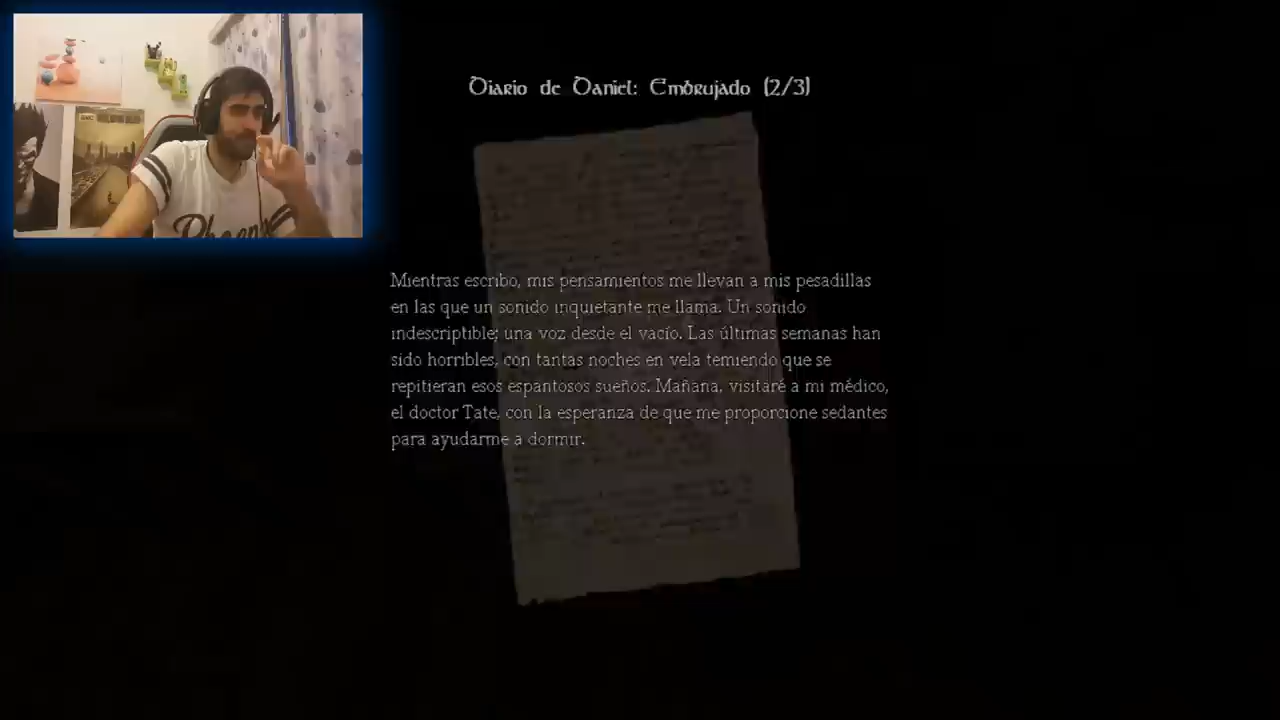 Diario de Daniel: Embrujado (2/3)
Mientras escribo, mis pensamientos me llevan a mis pesadillas
en las que un sonido inquietante me llama. Un sonido
indescriptible; una voz desde el vacío. Las últimas semanas han
sido horribles, con tantas noches en vela temiendo que se
repitieran esos espantosos sueños. Mañana, visitaré a mi médico,
el doctor Tate, con la esperanza de que me proporcione sedantes
para ayudarme a dormir.